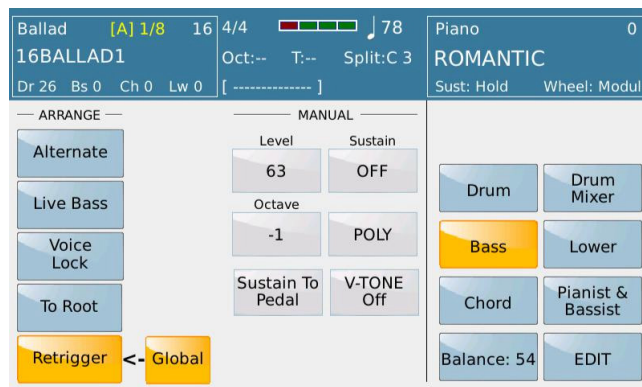 Ballad [A] 1/8 16
16BALLAD1
Dr 26 Bs 0 Ch 0 Lw 0
4/4 78
Oct:-- T:-- Split:C 3
[ -------------- ]
Piano 0
ROMANTIC
Sust: Hold Wheel: Modul
ARRANGE
Alternate
Live Bass
Voice
Lock
To Root
Retrigger <- Global
MANUAL
Level Sustain
63 OFF
Octave
-1 POLY
Sustain To
Pedal
V-TONE
Off
Drum
Drum
Mixer
Bass
Lower
Chord
Pianist &
Bassist
Balance: 54
EDIT